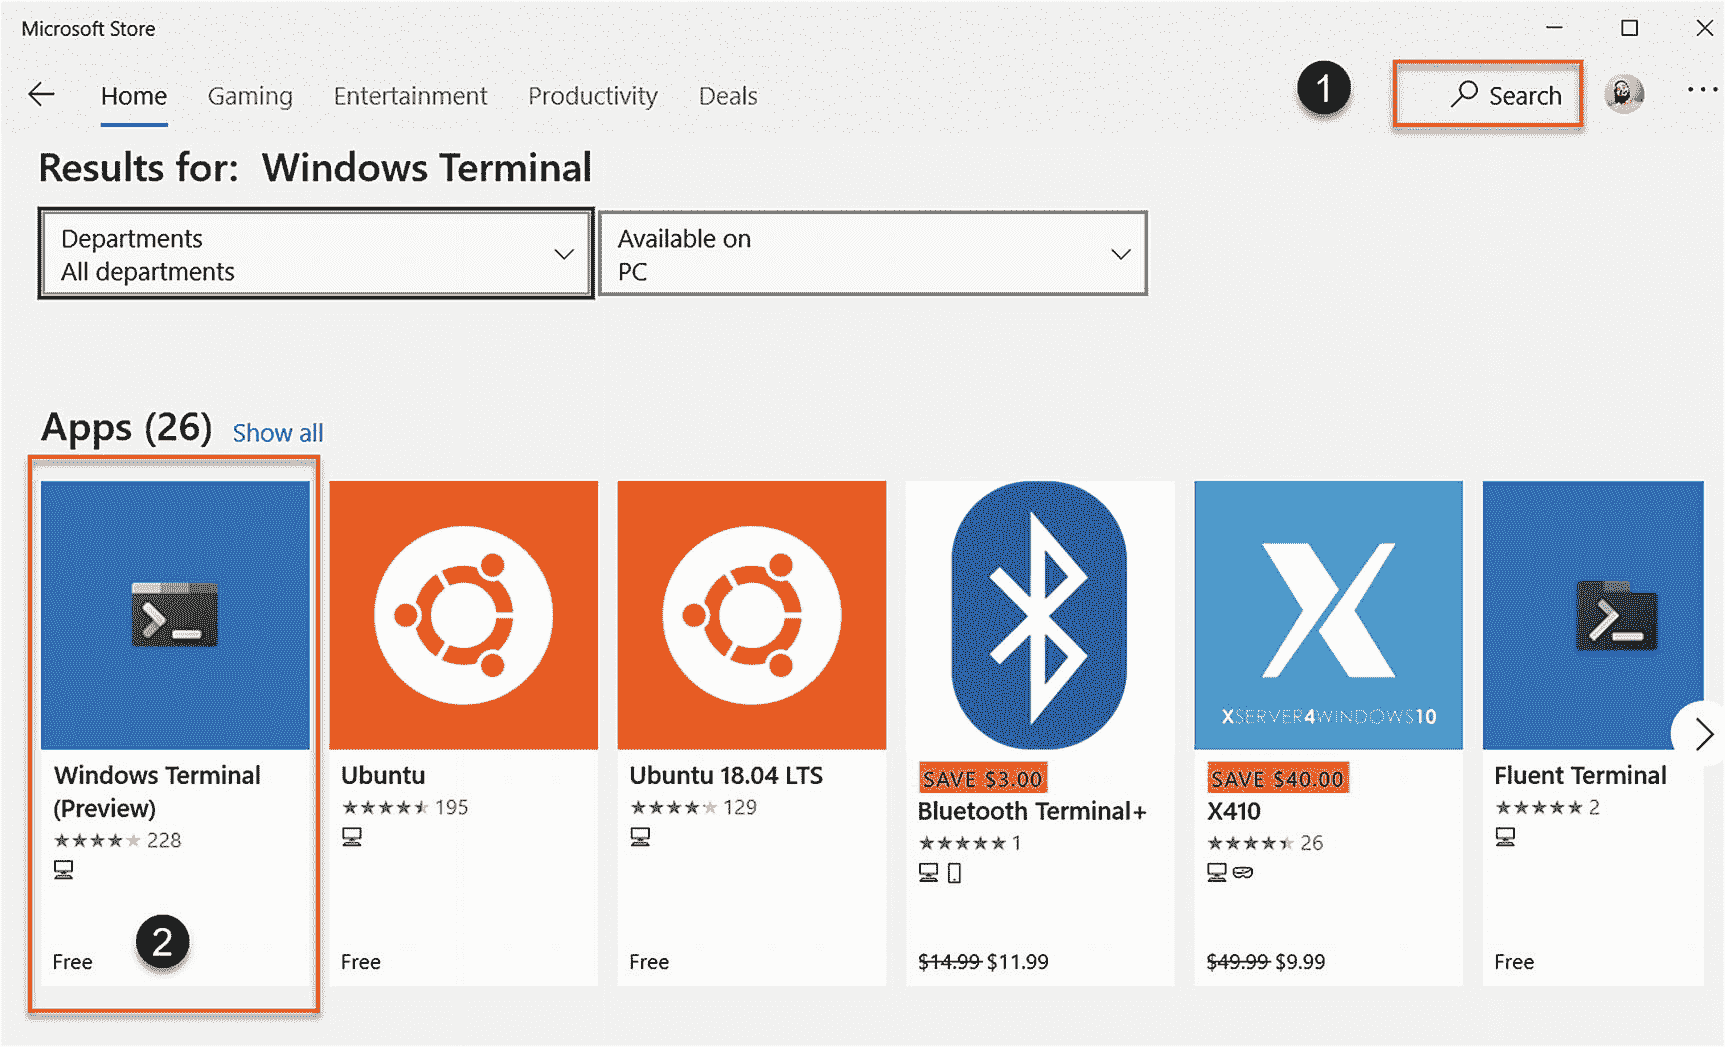 Microsoft Store
Home Gaming Entertainment Productivity Deals
1
Search
Results for: Windows Terminal
Departments
All departments
Available on
PC
Apps (26) Show all
Windows Terminal
(Preview)
228
Free
2
Ubuntu
195
Free
Ubuntu 18.04 LTS
129
Free
SAVE $3.00
Bluetooth Terminal+
1
$14.99 $11.99
XSERVER4WINDOWS10
SAVE $40.00
X410
26
$49.99 $9.99
Fluent Terminal
2
Free